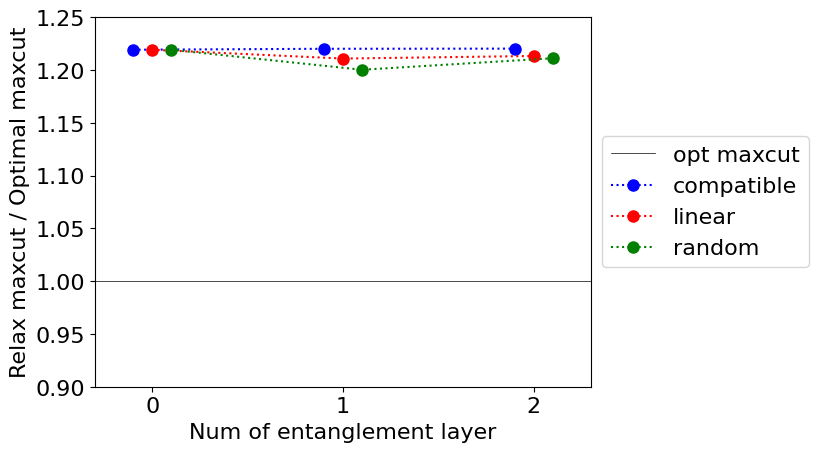 Relax maxcut / Optimal maxcut
1.25
1.20
1.15
1.10
1.05
1.00
0.95
0.90
0
1
2
Num of entanglement layer
opt maxcut
compatible
linear
random